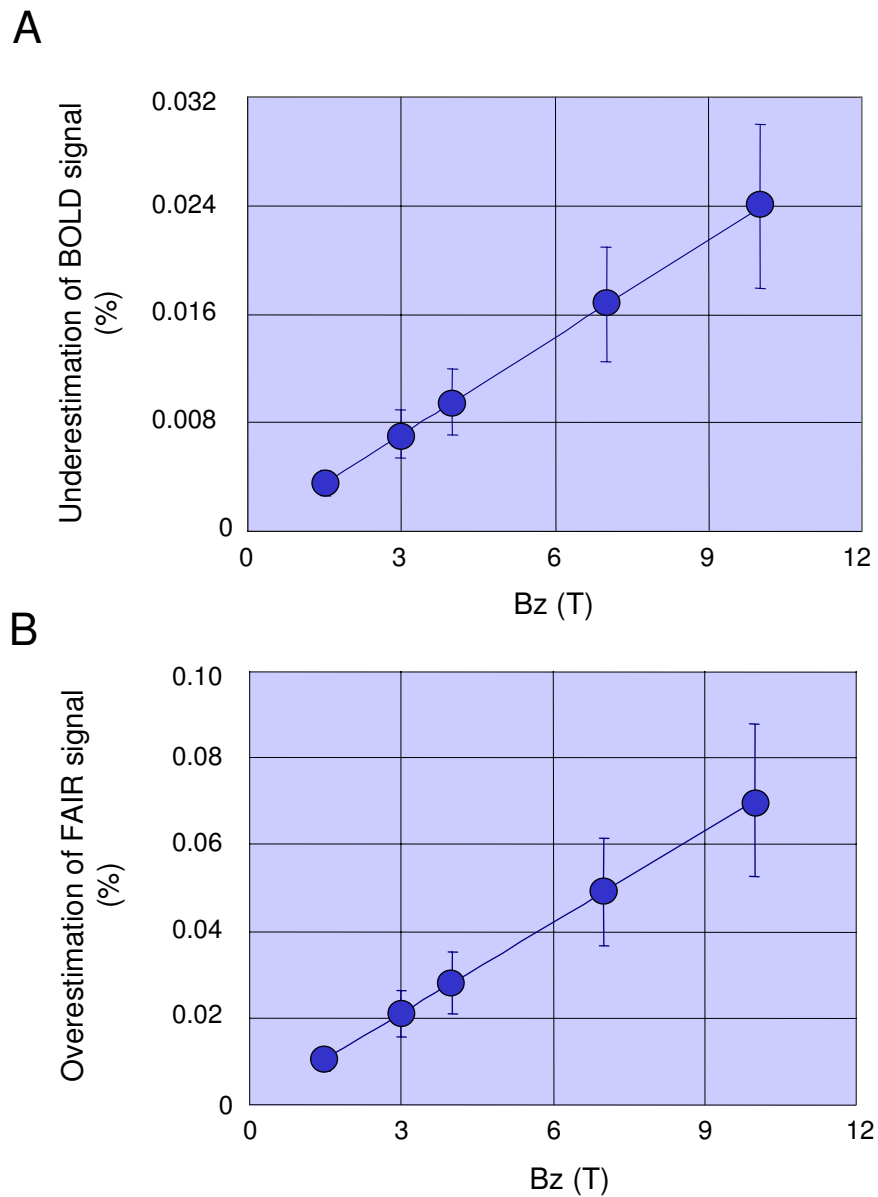 A
Underestimation of BOLD signal
(%)
0.032
0.024
0.016
0.008
0
0 3 6 9 12
Bz (T)
B
Overestimation of FAIR signal
(%)
0.10
0.08
0.06
0.04
0.02
0
0 3 6 9 12
Bz (T)